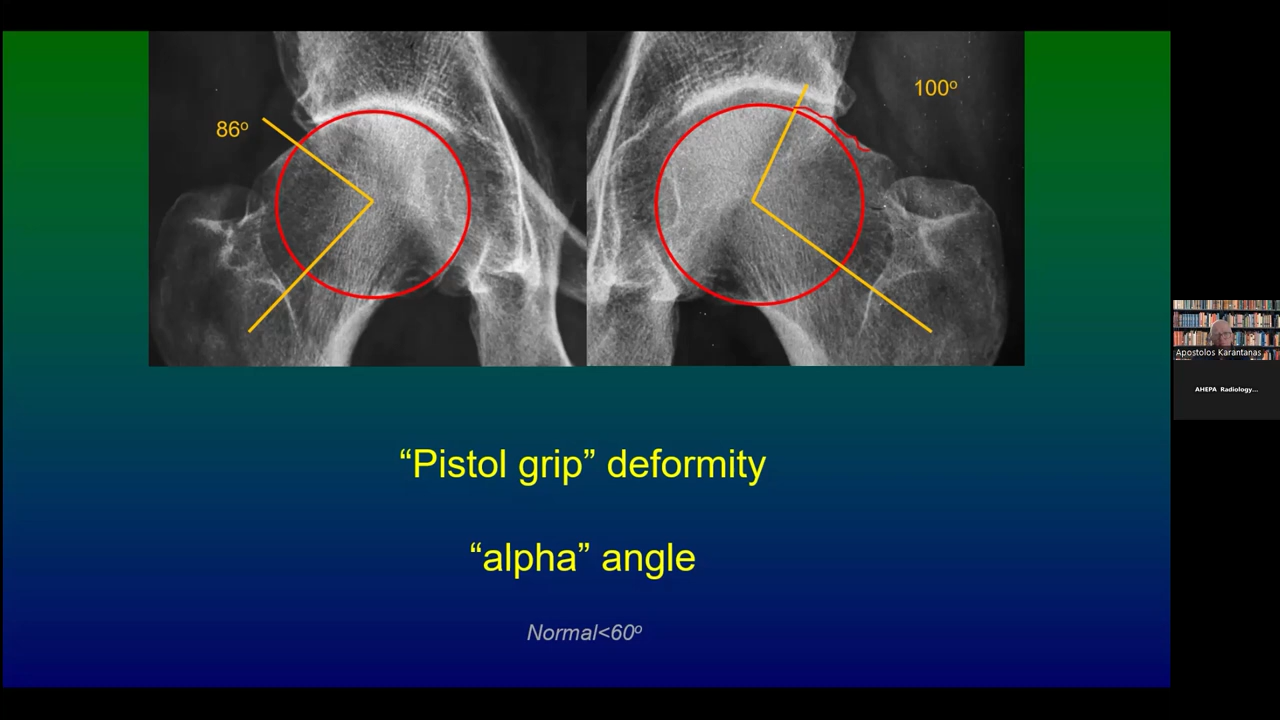 86º
100º
“Pistol grip” deformity
“alpha” angle
Normal<60º
Apostolos Karantanas
AHEPA Radiology...